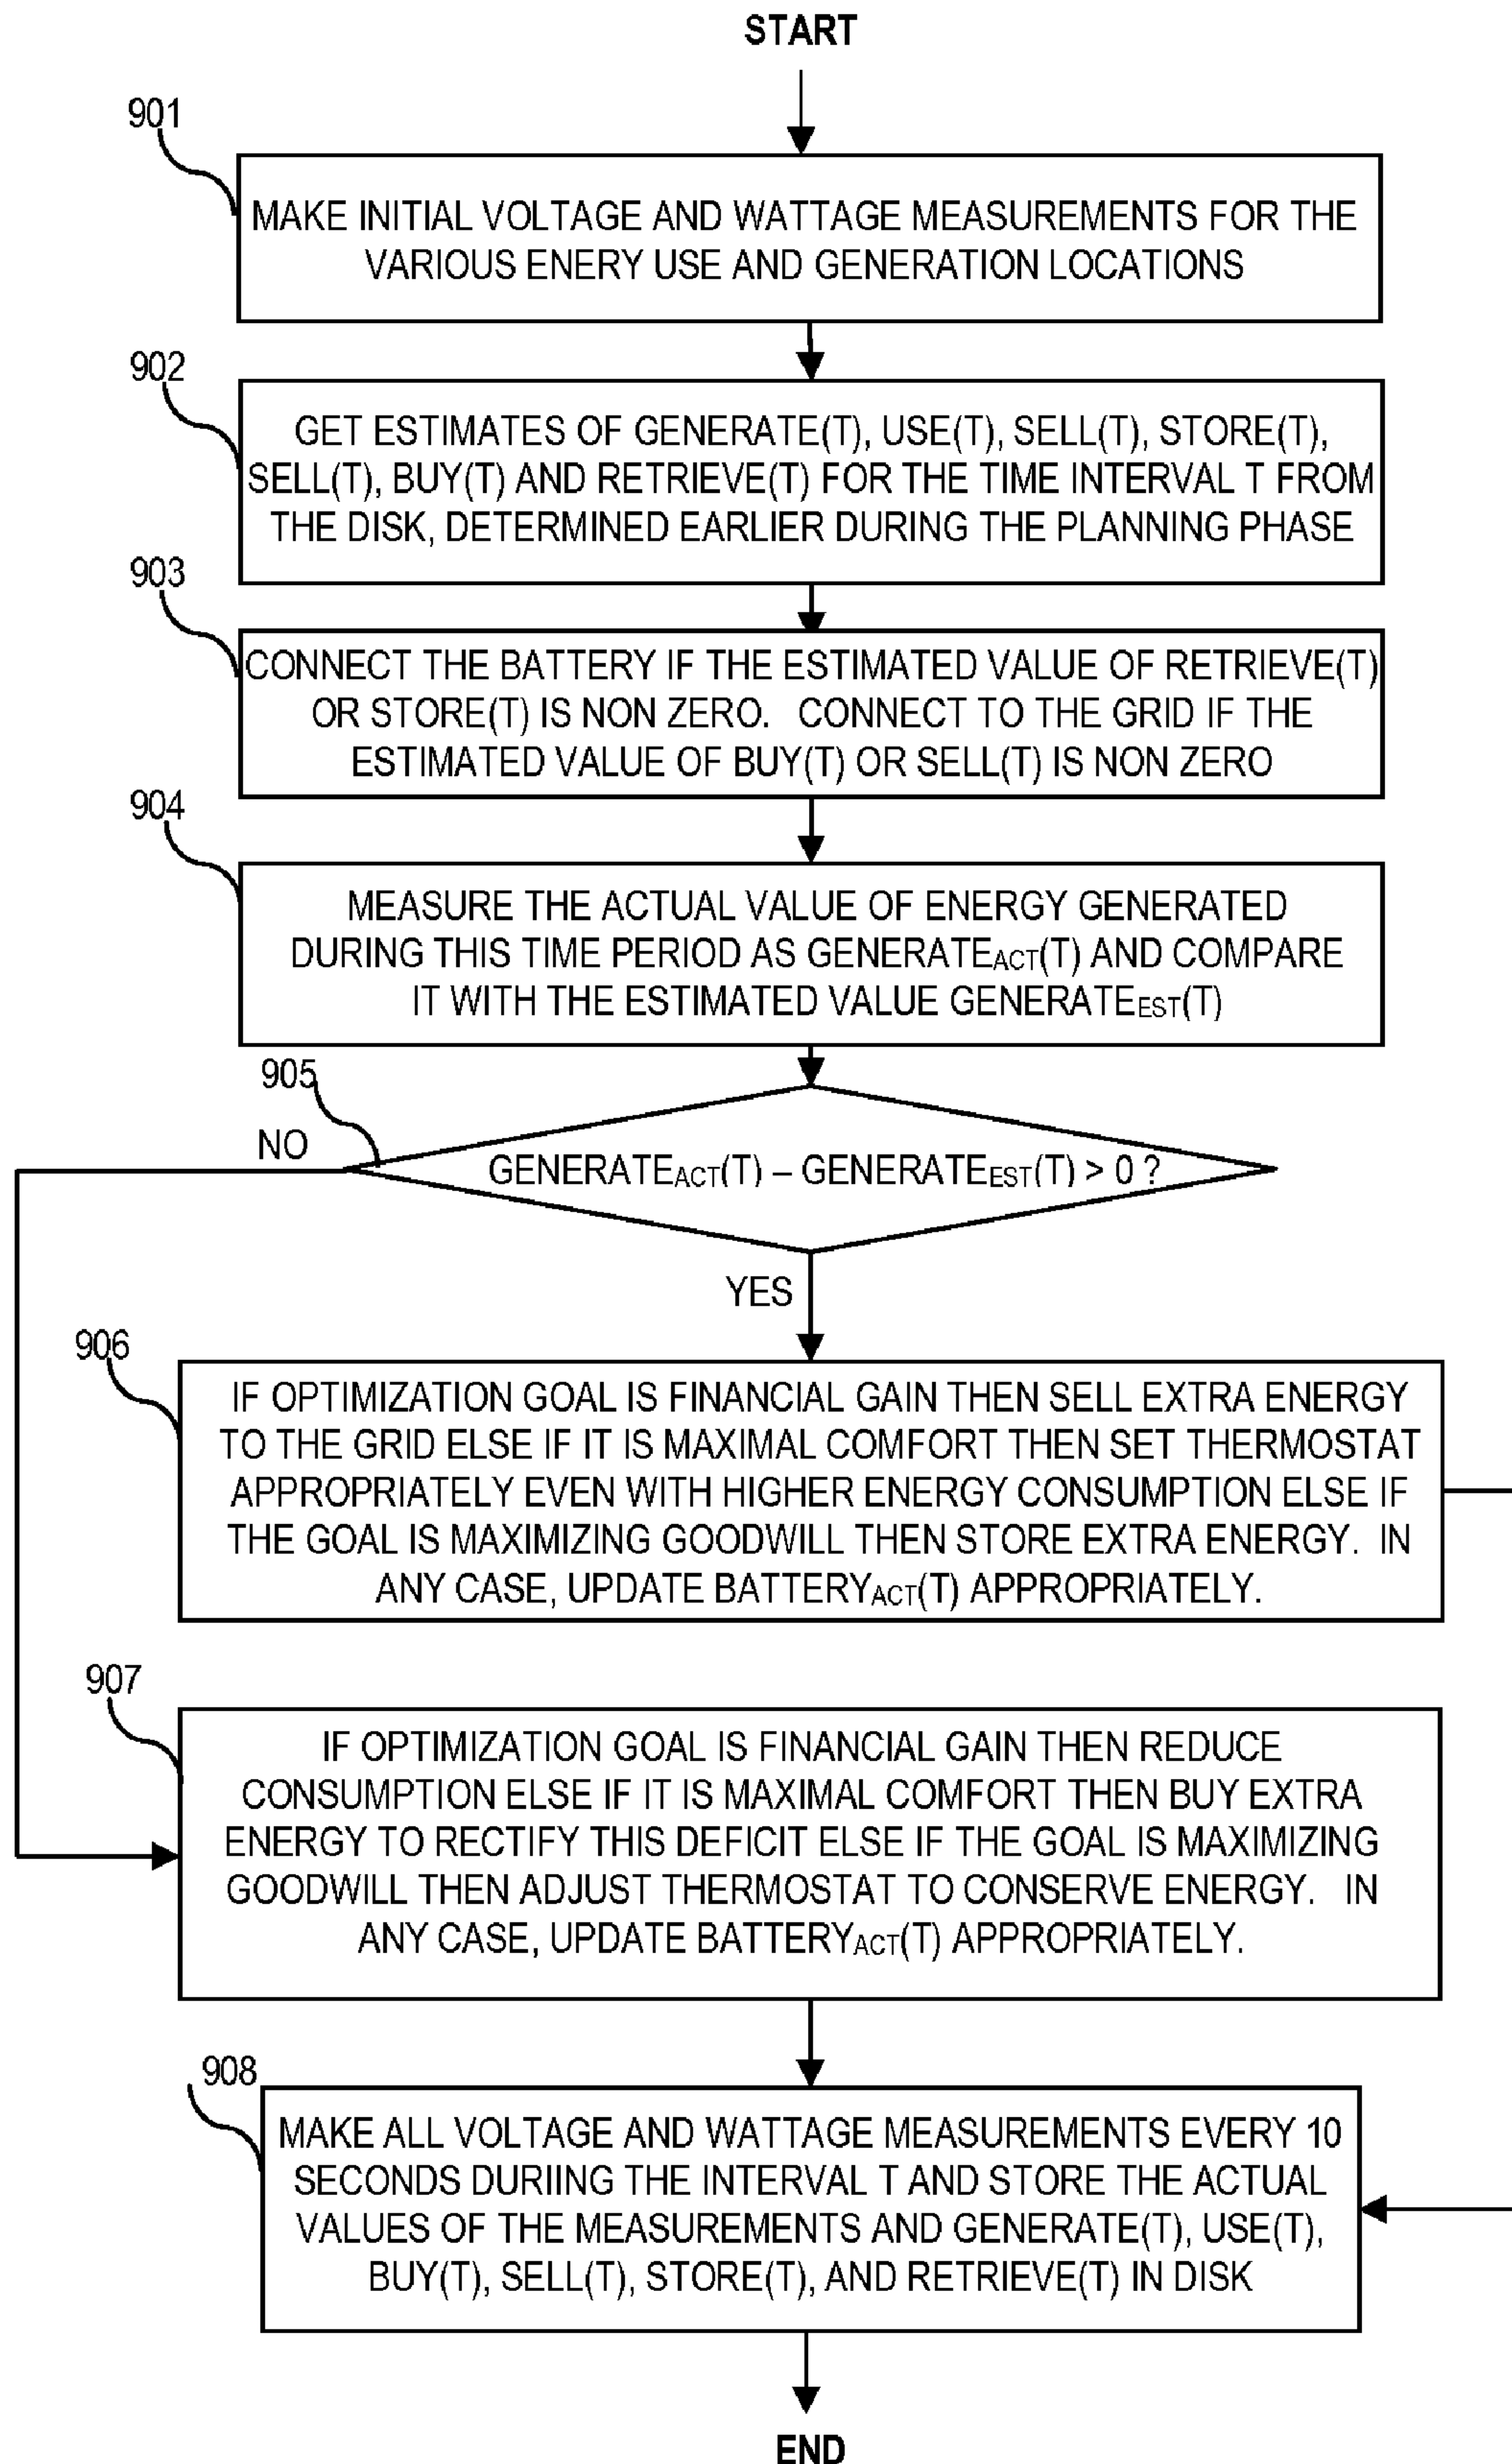 START
901
MAKE INITIAL VOLTAGE AND WATTAGE MEASUREMENTS FOR THE
VARIOUS ENERY USE AND GENERATION LOCATIONS
902
GET ESTIMATES OF GENERATE(T), USE(T), SELL(T), STORE(T),
SELL(T), BUY(T) AND RETRIEVE(T) FOR THE TIME INTERVAL T FROM
THE DISK, DETERMINED EARLIER DURING THE PLANNING PHASE
903
CONNECT THE BATTERY IF THE ESTIMATED VALUE OF RETRIEVE(T)
OR STORE(T) IS NON ZERO. CONNECT TO THE GRID IF THE
ESTIMATED VALUE OF BUY(T) OR SELL(T) IS NON ZERO
904
MEASURE THE ACTUAL VALUE OF ENERGY GENERATED
DURING THIS TIME PERIOD AS GENERATEACT(T) AND COMPARE
IT WITH THE ESTIMATED VALUE GENERATEEST(T)
905
NO
GENERATEACT(T) – GENERATEEST(T) > 0 ?
YES
906
IF OPTIMIZATION GOAL IS FINANCIAL GAIN THEN SELL EXTRA ENERGY
TO THE GRID ELSE IF IT IS MAXIMAL COMFORT THEN SET THERMOSTAT
APPROPRIATELY EVEN WITH HIGHER ENERGY CONSUMPTION ELSE IF
THE GOAL IS MAXIMIZING GOODWILL THEN STORE EXTRA ENERGY. IN
ANY CASE, UPDATE BATTERYACT(T) APPROPRIATELY.
907
IF OPTIMIZATION GOAL IS FINANCIAL GAIN THEN REDUCE
CONSUMPTION ELSE IF IT IS MAXIMAL COMFORT THEN BUY EXTRA
ENERGY TO RECTIFY THIS DEFICIT ELSE IF THE GOAL IS MAXIMIZING
GOODWILL THEN ADJUST THERMOSTAT TO CONSERVE ENERGY. IN
ANY CASE, UPDATE BATTERYACT(T) APPROPRIATELY.
908
MAKE ALL VOLTAGE AND WATTAGE MEASUREMENTS EVERY 10
SECONDS DURIING THE INTERVAL T AND STORE THE ACTUAL
VALUES OF THE MEASUREMENTS AND GENERATE(T), USE(T),
BUY(T), SELL(T), STORE(T), AND RETRIEVE(T) IN DISK
END